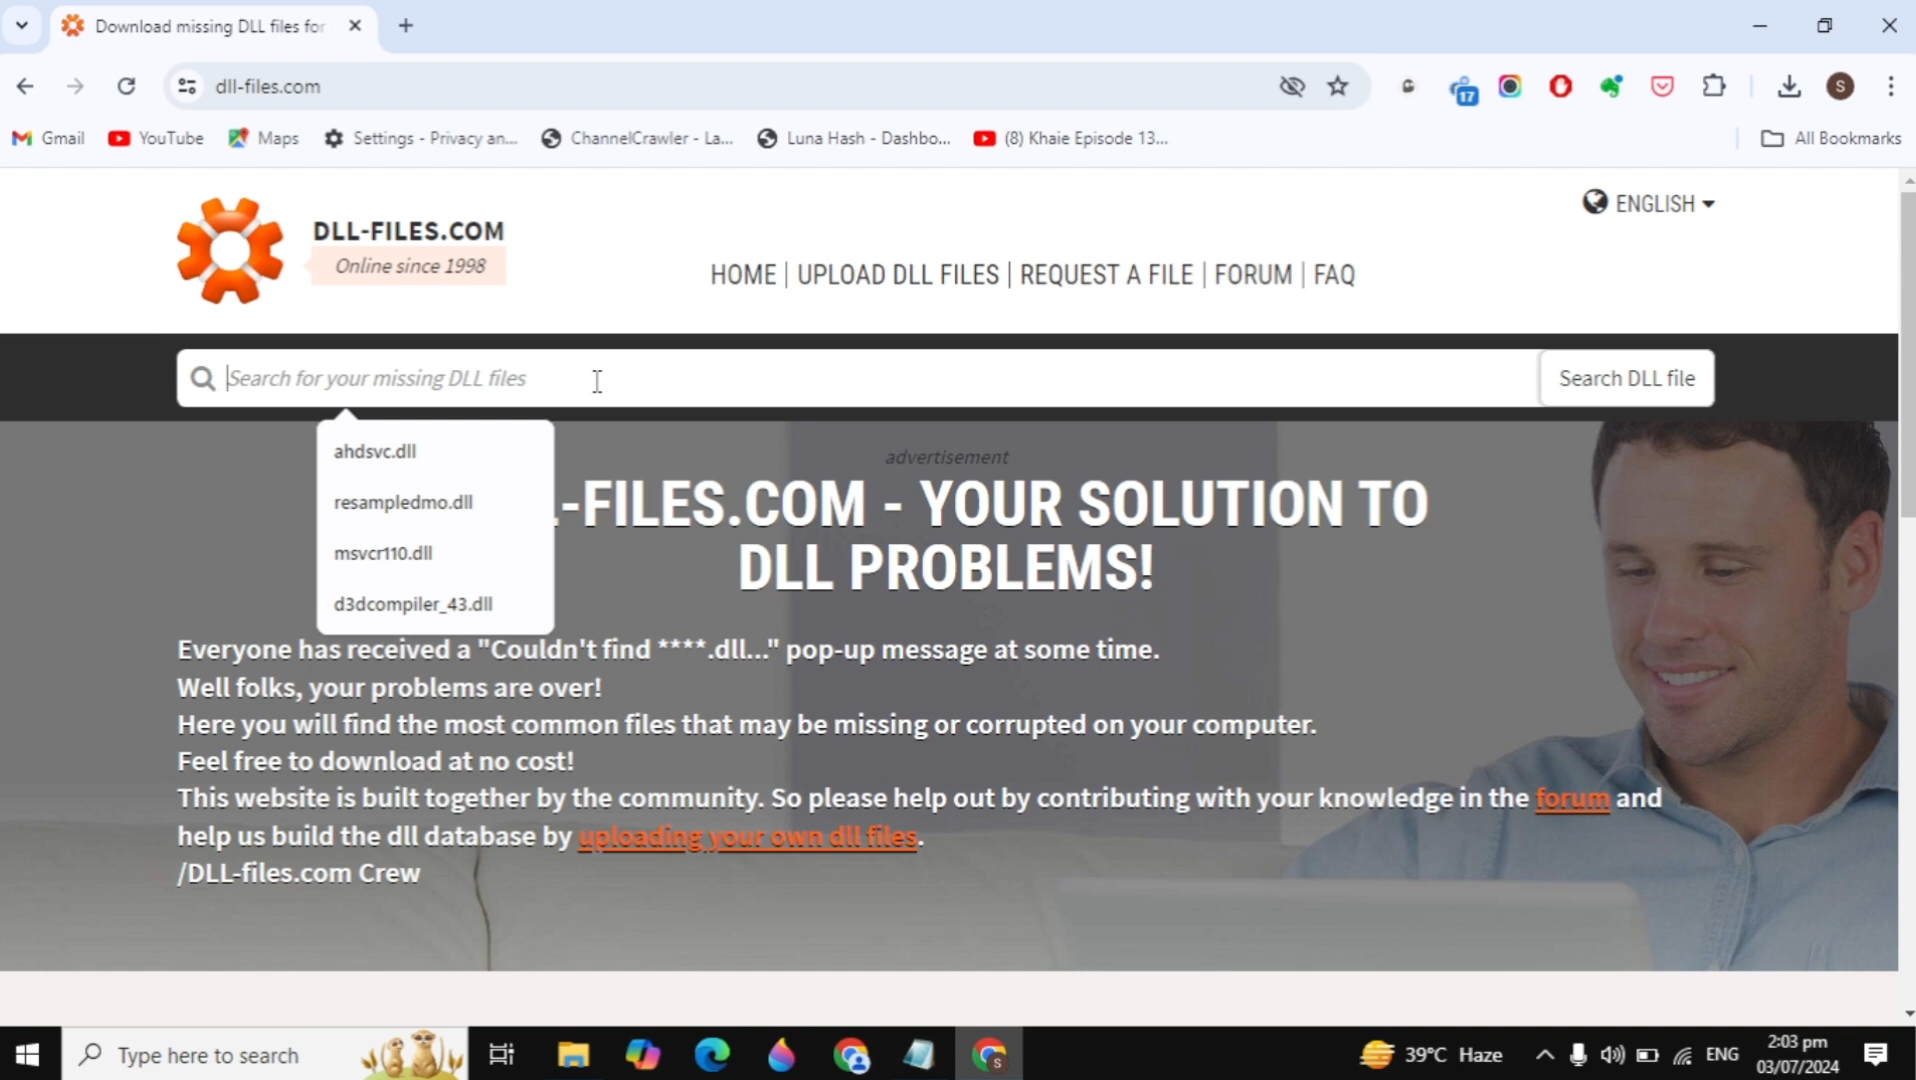 Download missing DLL files for
dll-files.com
17
S
Gmail
YouTube
Maps
Settings - Privacy an...
ChannelCrawler - La...
Luna Hash - Dashbo...
(8) Khaie Episode 13...
All Bookmarks
DLL-FILES.COM
Online since 1998
ENGLISH
HOME | UPLOAD DLL FILES | REQUEST A FILE | FORUM | FAQ
Search for your missing DLL files
Search DLL file
ahdsvc.dll
resampledmo.dll
msvcr110.dll
d3dcompiler_43.dll
advertisement
-FILES.COM - YOUR SOLUTION TO
DLL PROBLEMS!
Everyone has received a "Couldn't find ****.dll..." pop-up message at some time.
Well folks, your problems are over!
Here you will find the most common files that may be missing or corrupted on your computer.
Feel free to download at no cost!
This website is built together by the community. So please help out by contributing with your knowledge in the forum and
help us build the dll database by uploading your own dll files.
/DLL-files.com Crew
Type here to search
S
39°C Haze
ENG
2:03 pm
03/07/2024